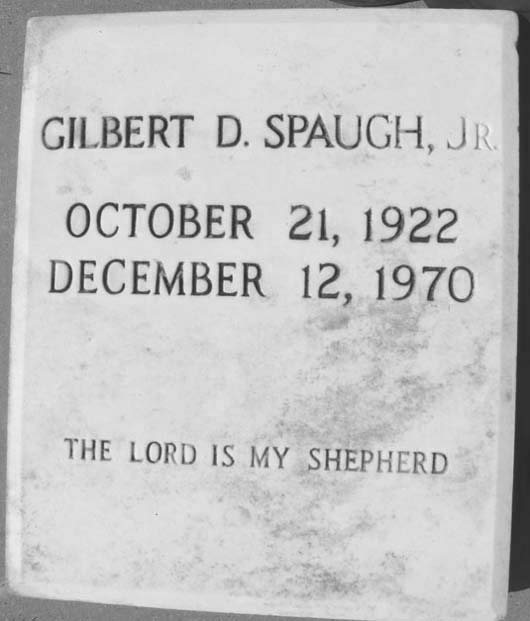 GILBERT D. SPAUGH, JR.
OCTOBER 21, 1922
DECEMBER 12, 1970
THE LORD IS MY SHEPHERD